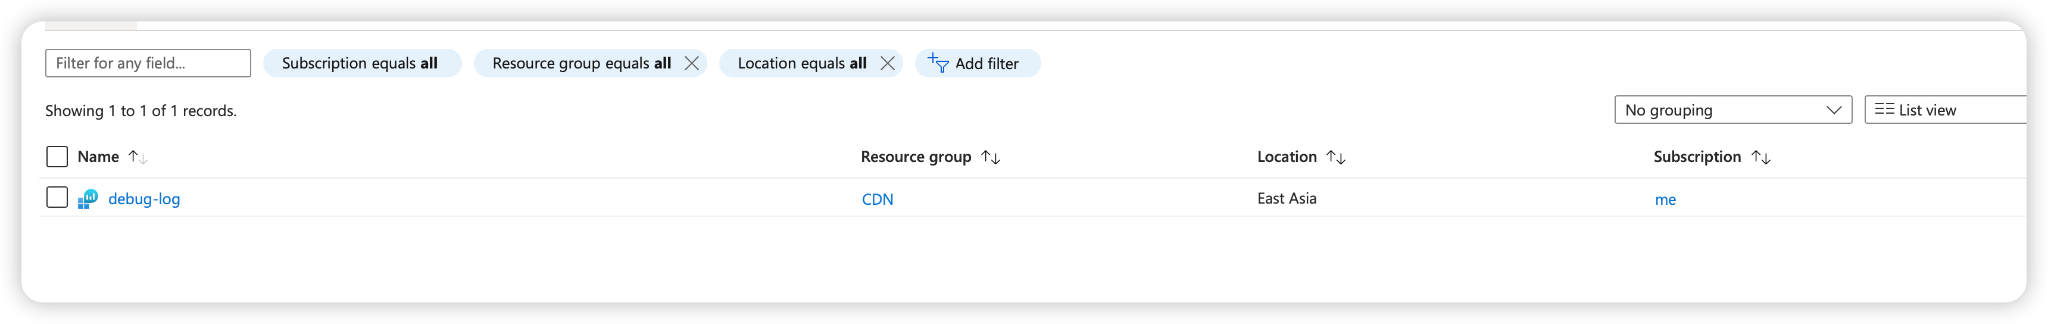 Filter for any field... Subscription equals all Resource group equals all Location equals all Add filter
Showing 1 to 1 of 1 records. No grouping List view
Name Resource group Location Subscription
debug-log CDN East Asia me